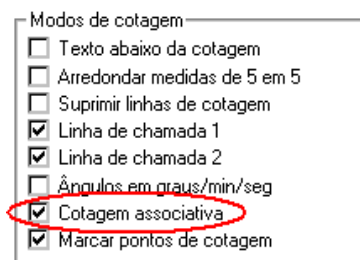 Modos de cotagem
Texto abaixo da cotagem
Arredondar medidas de 5 em 5
Suprimir linhas de cotagem
Linha de chamada 1
Linha de chamada 2
Ângulos em graus/min/seg
Cotagem associativa
Marcar pontos de cotagem